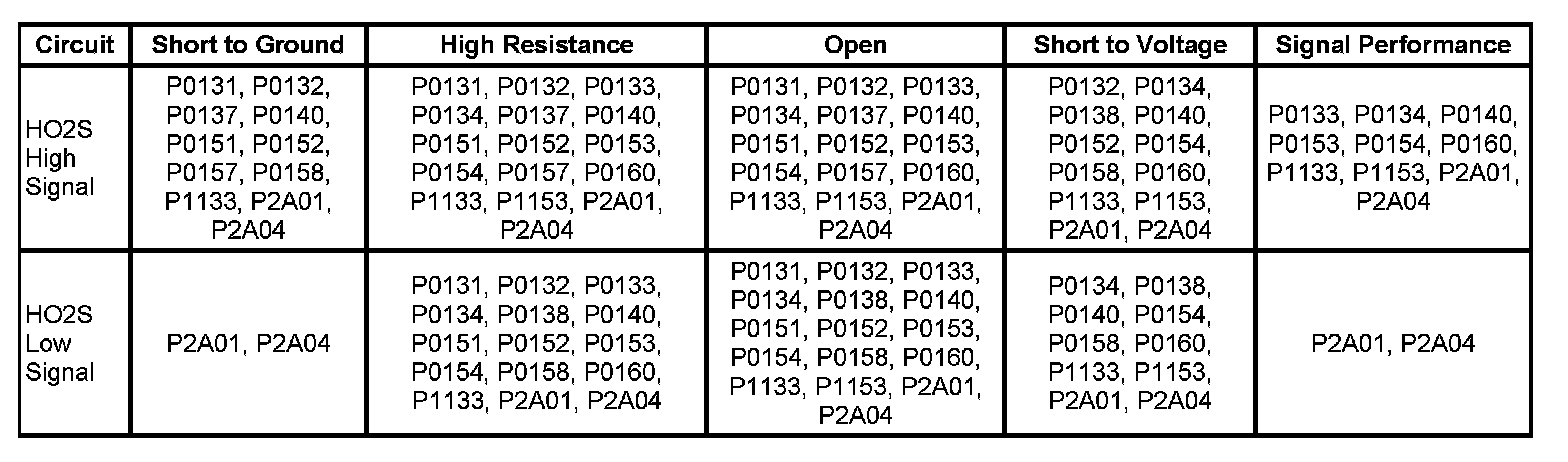 Circuit
Short to Ground
High Resistance
Open
Short to Voltage
Signal Performance
HO2S
High
Signal
P0131, P0132,
P0137, P0140,
P0151, P0152,
P0157, P0158,
P1133, P2A01,
P2A04
P0131, P0132, P0133,
P0134, P0137, P0140,
P0151, P0152, P0153,
P0154, P0157, P0160,
P1133, P1153, P2A01,
P2A04
P0131, P0132, P0133,
P0134, P0137, P0140,
P0151, P0152, P0153,
P0154, P0157, P0160,
P1133, P1153, P2A01,
P2A04
P0132, P0134,
P0138, P0140,
P0152, P0154,
P0158, P0160,
P1133, P1153,
P2A01, P2A04
P0133, P0134, P0140,
P0153, P0154, P0160,
P1133, P1153, P2A01,
P2A04
HO2S
Low
Signal
P2A01, P2A04
P0131, P0132, P0133,
P0134, P0138, P0140,
P0151, P0152, P0153,
P0154, P0158, P0160,
P1133, P2A01, P2A04
P0131, P0132, P0133,
P0134, P0138, P0140,
P0151, P0152, P0153,
P0154, P0158, P0160,
P1133, P1153, P2A01,
P2A04
P0134, P0138,
P0140, P0154,
P0158, P0160,
P1133, P1153,
P2A01, P2A04
P2A01, P2A04